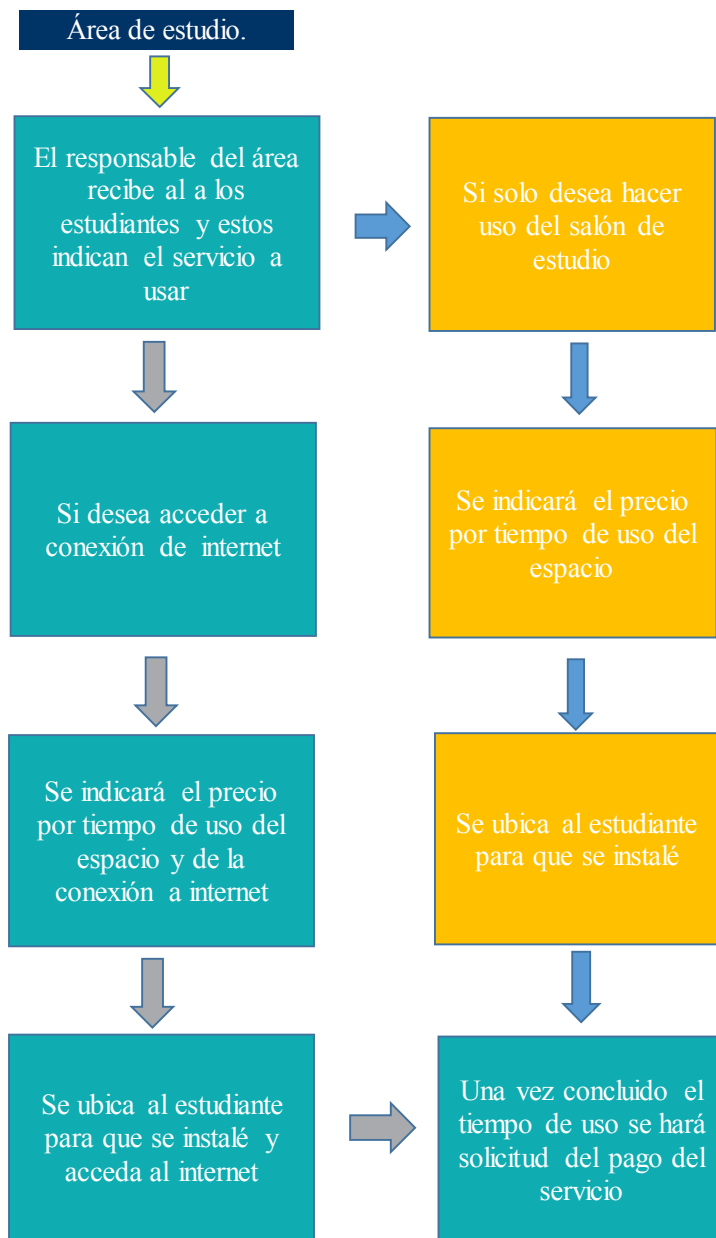 Área de estudio.
El responsable del área
recibe al a los
estudiantes y estos
indican el servicio a
usar
Si solo desea hacer
uso del salón de
estudio
Si desea acceder a
conexión de internet
Se indicará el precio
por tiempo de uso del
espacio
Se indicará el precio
por tiempo de uso del
espacio y de la
conexión a internet
Se ubica al estudiante
para que se instalé
Se ubica al estudiante
para que se instalé y
acceda al internet
Una vez concluido el
tiempo de uso se hará
solicitud del pago del
servicio